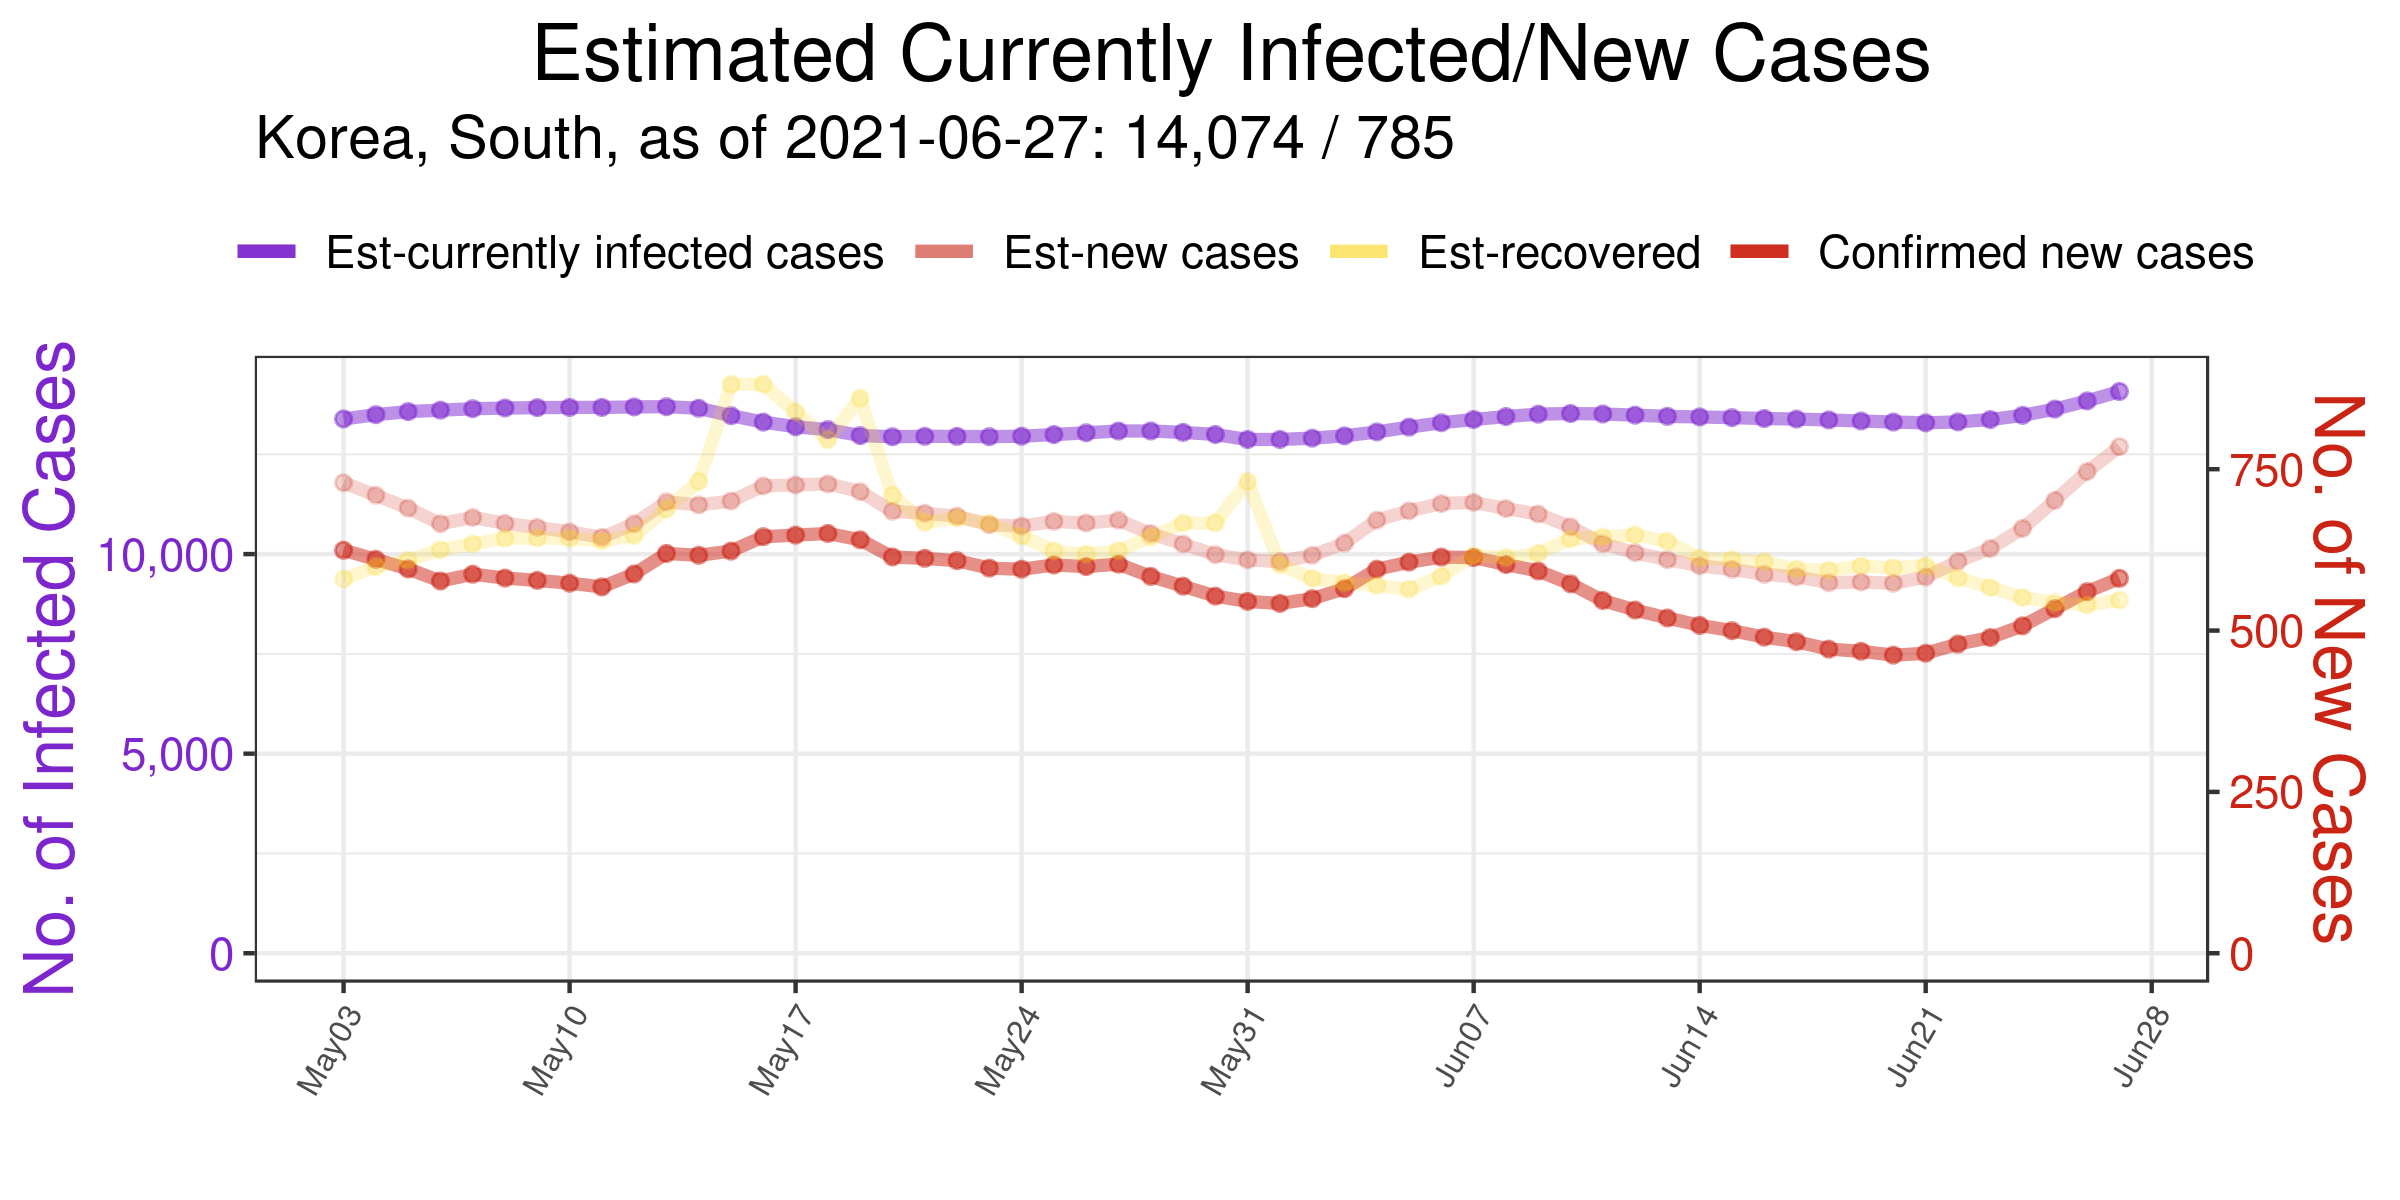 Estimated Currently Infected/New Cases
Korea, South, as of 2021-06-27: 14,074 / 785
Est-currently infected cases Est-new cases Est-recovered Confirmed new cases
No. of Infected Cases
10,000
5,000
0
750
500
250
0
No. of New Cases
May03 May10 May17 May24 May31 Jun07 Jun14 Jun21 Jun28